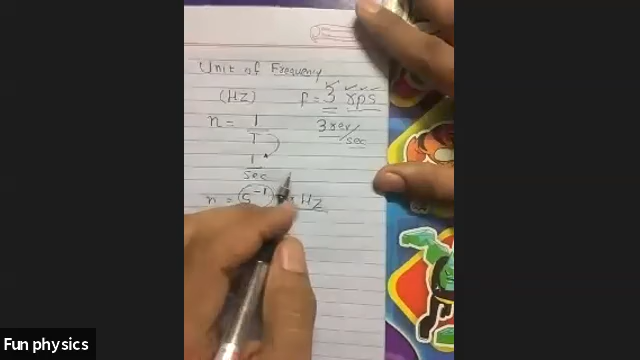 Unit of Frequency
(HZ) f = 3 rps
n = 1
T
3 rev/sec
1
sec
n = S⁻¹ HZ
Fun physics